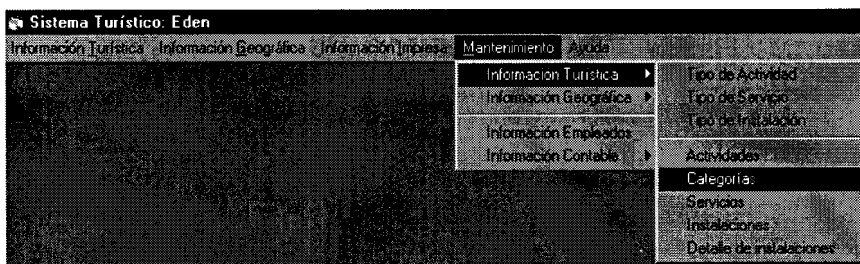 Sistema Turístico: Eden
Información Turística Información Geográfica Información Impresa Mantenimiento Ayuda
Informacion Turistica
Información Geográfica
Información Empleados
Información Contable
Tipo de Actividad
Tipo de Servicio
Tipo de Instalación
Actividades
Categorías
Servicios
Instalaciones
Detalle de instalaciones